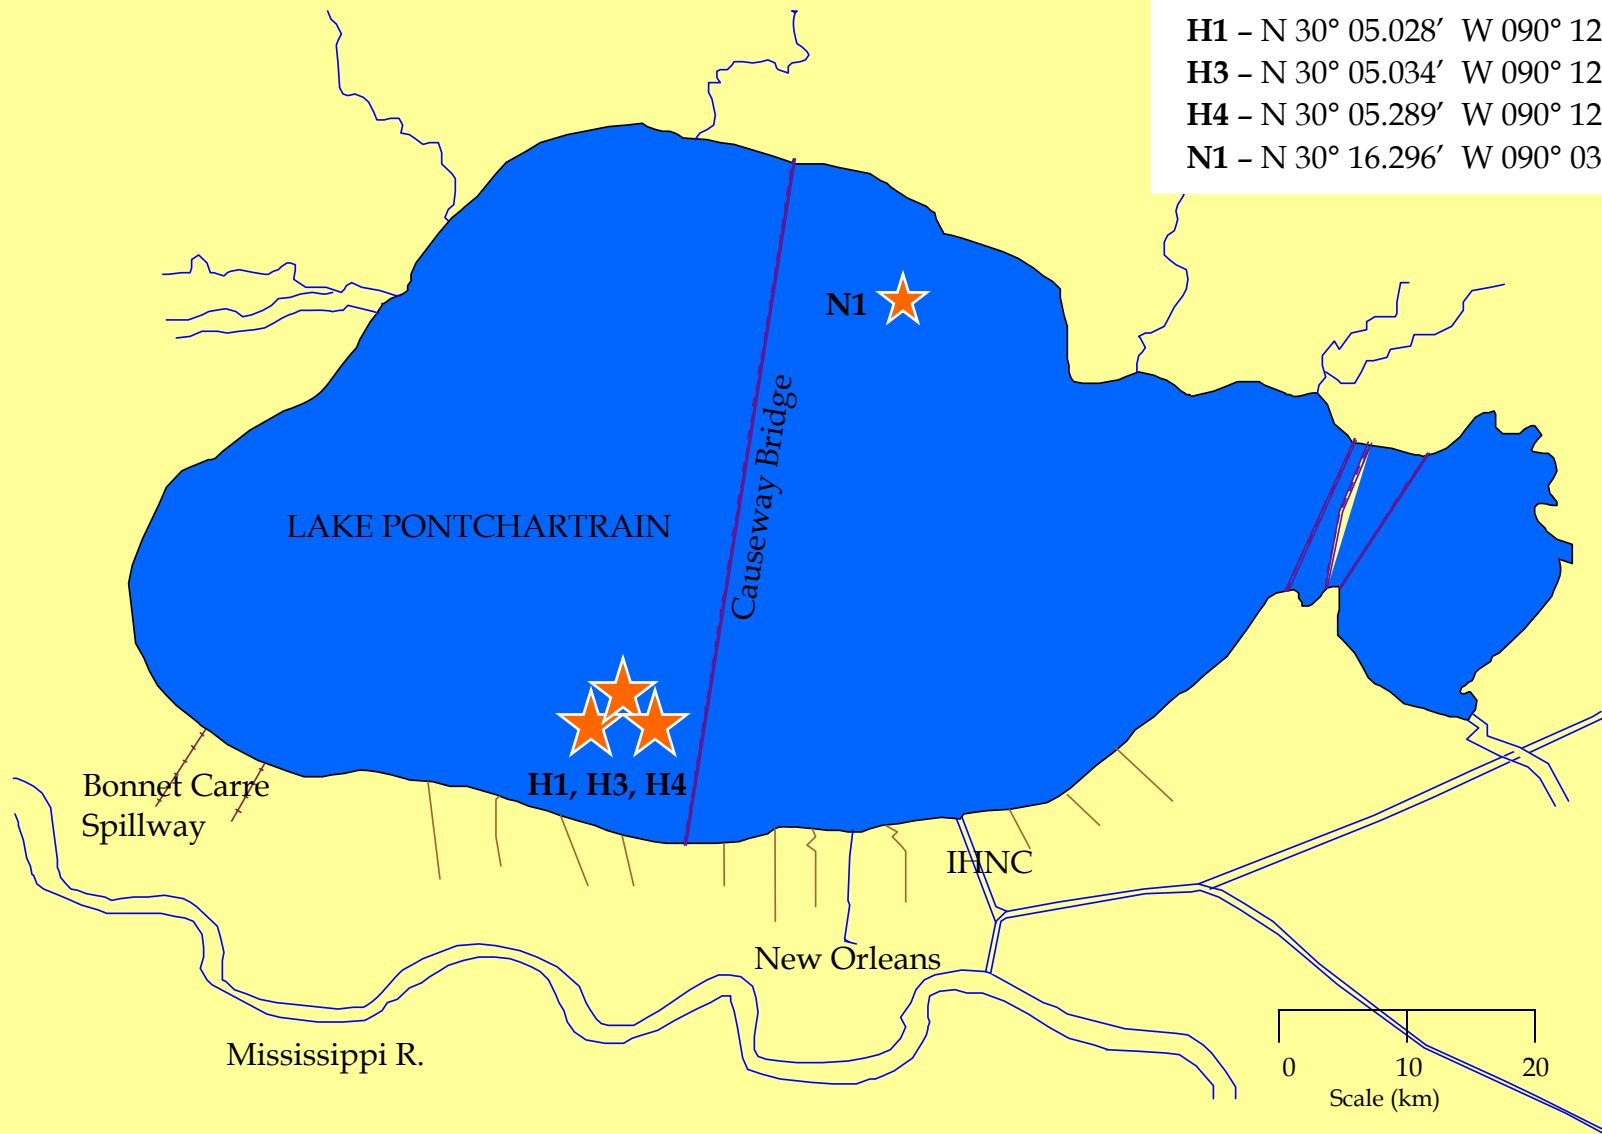 H1 – N 30° 05.028′ W 090° 12
H3 – N 30° 05.034′ W 090° 12
H4 – N 30° 05.289′ W 090° 12
N1 – N 30° 16.296′ W 090° 03
N1
Causeway Bridge
LAKE PONTCHARTRAIN
H1, H3, H4
Bonnet Carre
Spillway
IHNC
New Orleans
Mississippi R.
0 10 20
Scale (km)